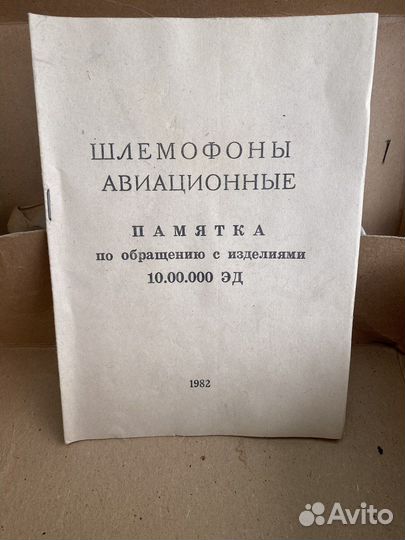 ШЛЕМОФОНЫ
АВИАЦИОННЫЕ
ПАМЯТКА
по обращению с изделиями
10.00.000 ЭД
1982
Avito